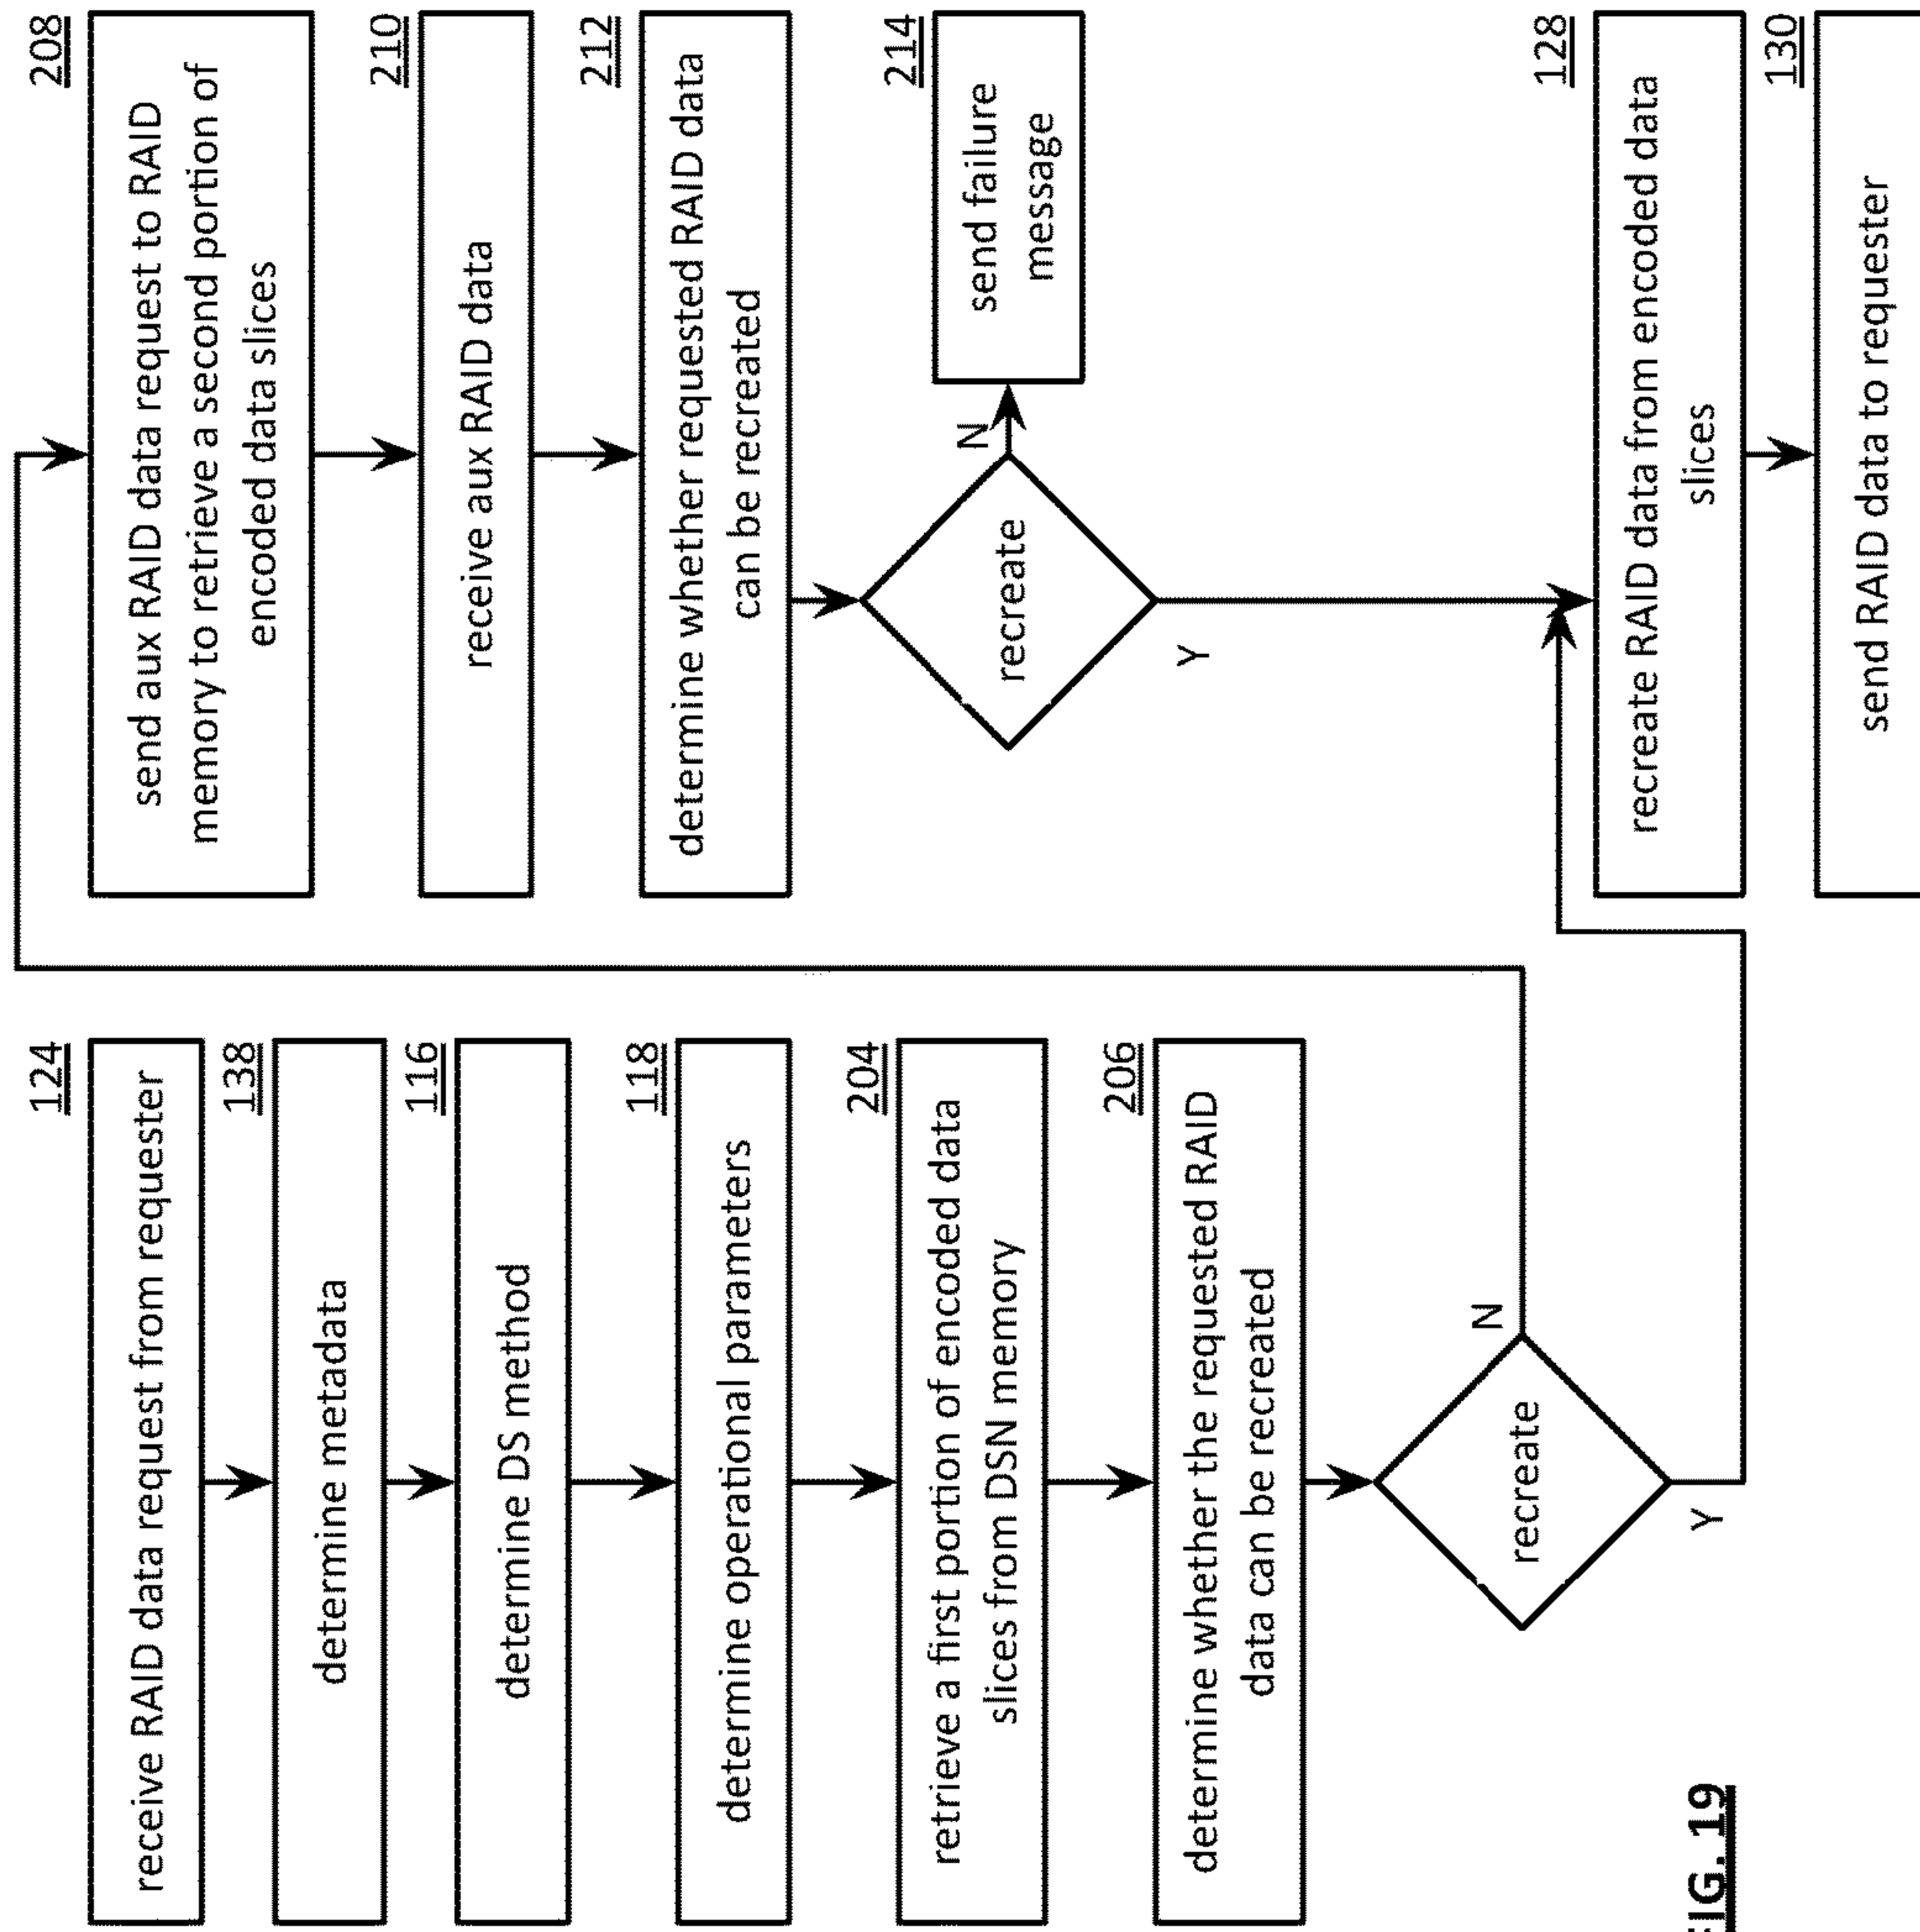 124
receive RAID data request from requester
138
determine metadata
116
determine DS method
118
determine operational parameters
204
retrieve a first portion of encoded data
slices from DSN memory
206
determine whether the requested RAID
data can be recreated
recreate
N
Y
208
send aux RAID data request to RAID
memory to retrieve a second portion of
encoded data slices
210
receive aux RAID data
212
determine whether requested RAID data
can be recreated
recreate
N
214
send failure
message
Y
128
recreate RAID data from encoded data
slices
130
send RAID data to requester
FIG. 19